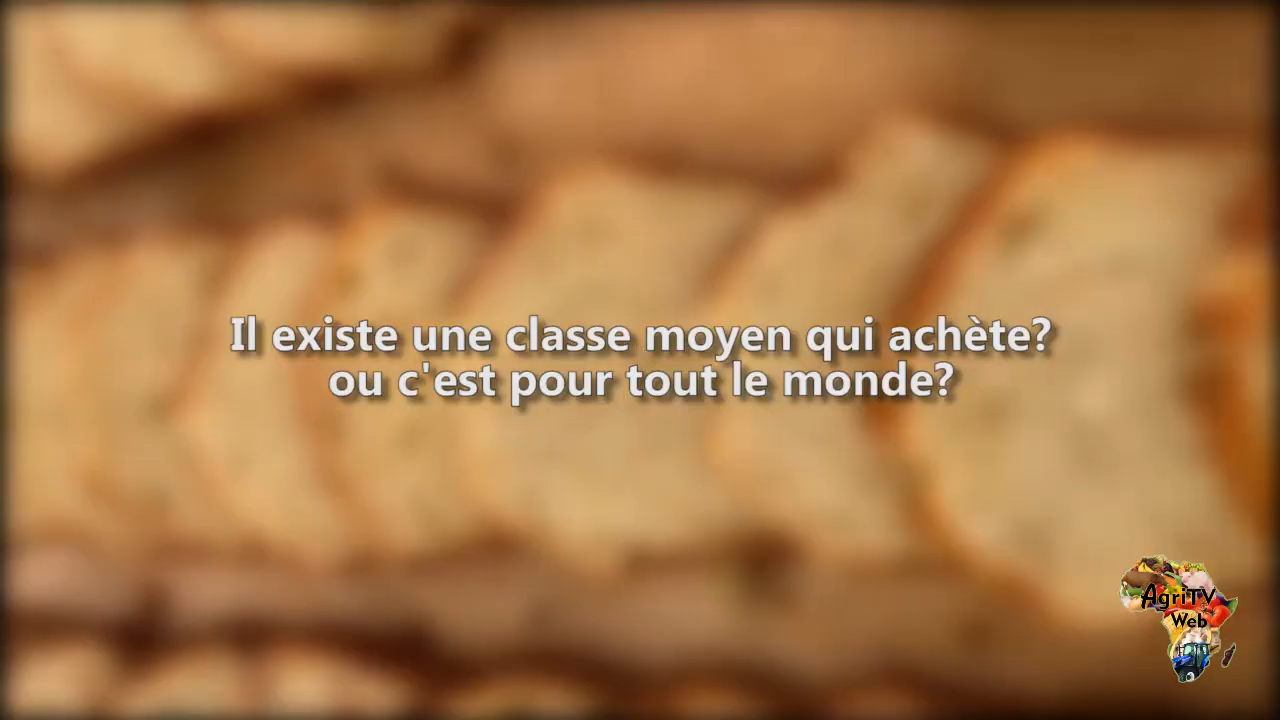 Il existe une classe moyen qui achète?
ou c'est pour tout le monde?
AgriTV
Web